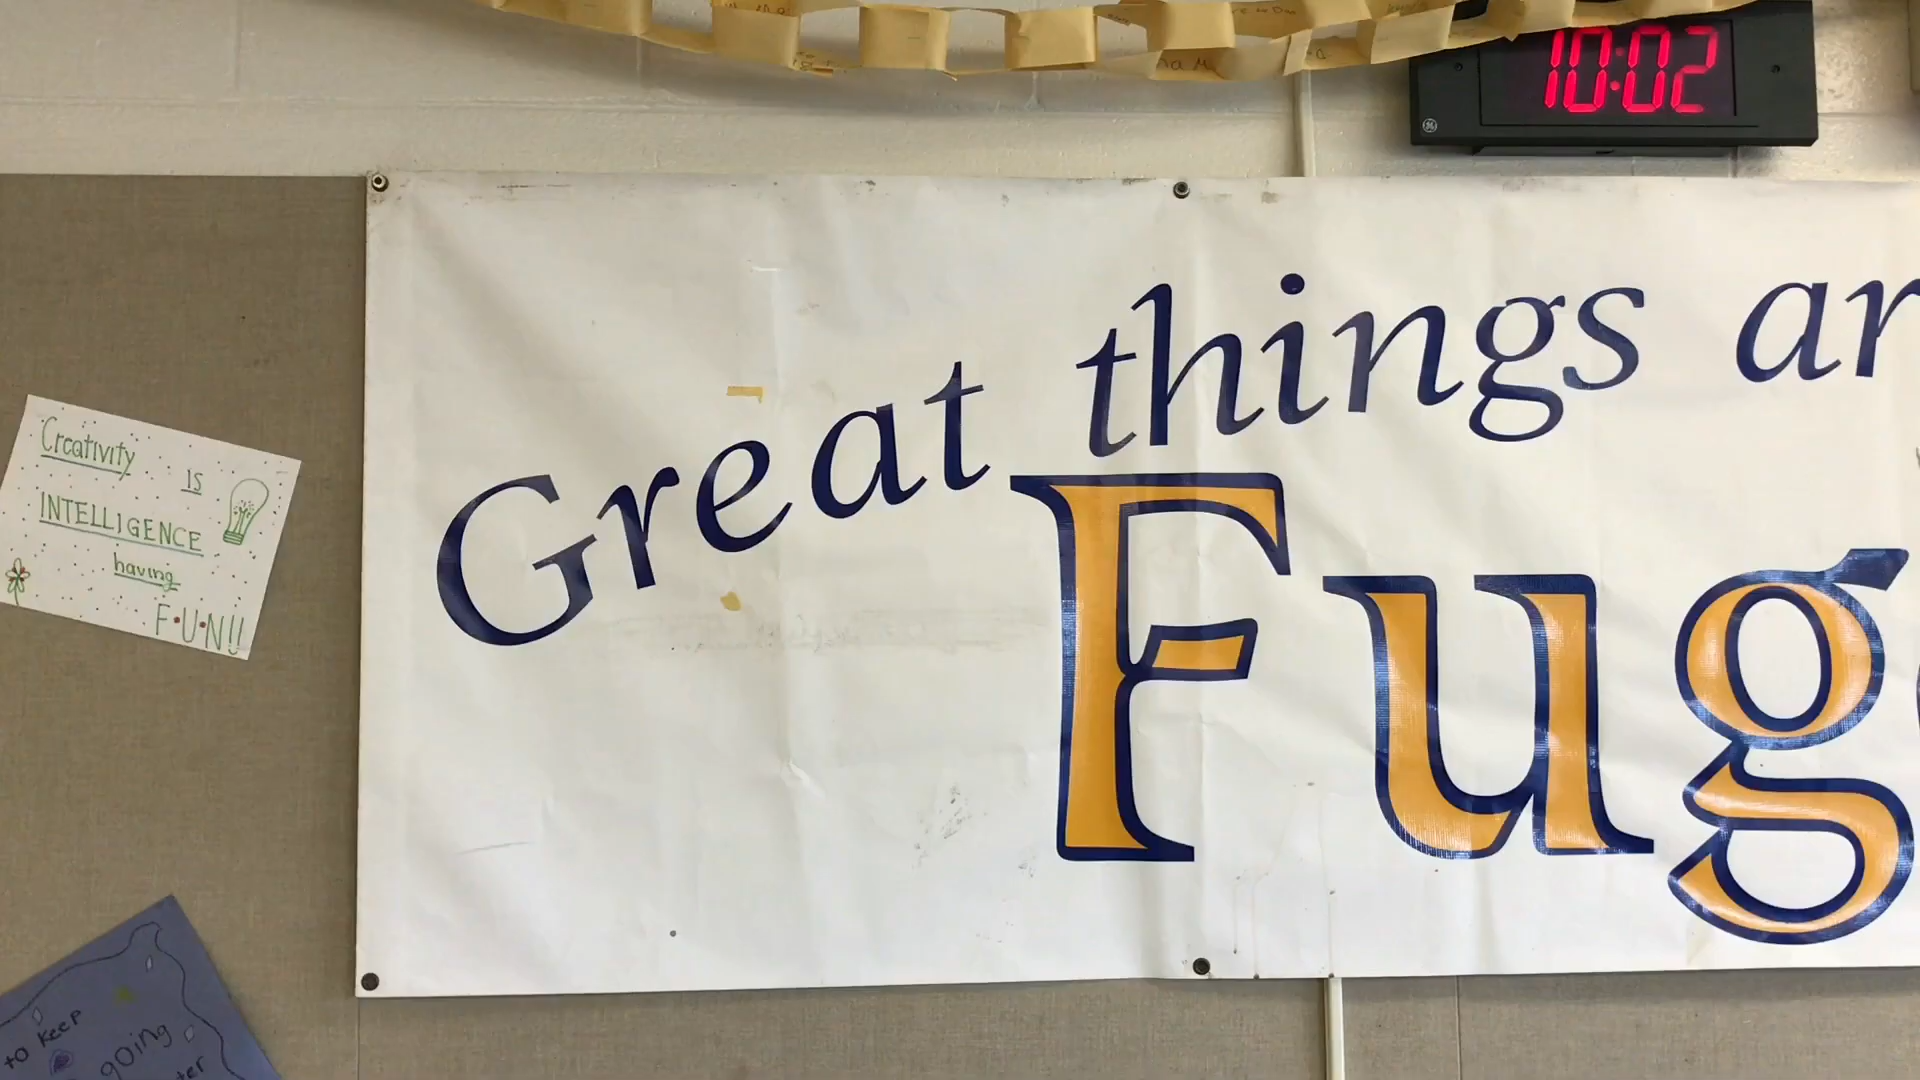 10:02
Great things ar
Fug
Creativity is
INTELLIGENCE
having
F•U•N!!
to keep
going